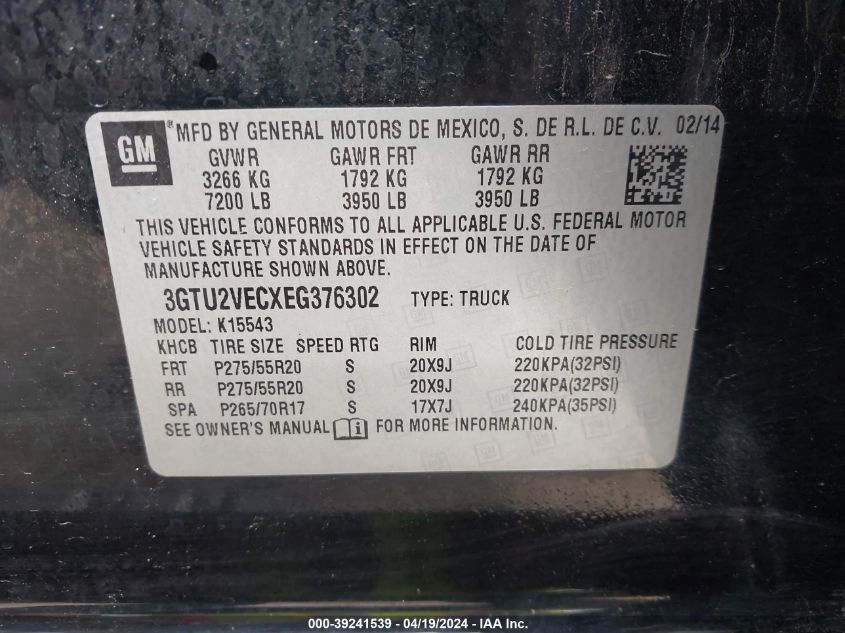 GM ® MFD BY GENERAL MOTORS DE MEXICO, S. DE R.L. DE C.V. 02/14
GVWR GAWR FRT GAWR RR
3266 KG 1792 KG 1792 KG
7200 LB 3950 LB 3950 LB
THIS VEHICLE CONFORMS TO ALL APPLICABLE U.S. FEDERAL MOTOR
VEHICLE SAFETY STANDARDS IN EFFECT ON THE DATE OF
MANUFACTURE SHOWN ABOVE.
3GTU2VECXEG376302 TYPE: TRUCK
MODEL: K15543
KHCB TIRE SIZE SPEED RTG RIM COLD TIRE PRESSURE
FRT P275/55R20 S 20X9J 220KPA(32PSI)
RR P275/55R20 S 20X9J 220KPA(32PSI)
SPA P265/70R17 S 17X7J 240KPA(35PSI)
SEE OWNER'S MANUAL i FOR MORE INFORMATION.
000-39241539 - 04/19/2024 - IAA Inc.